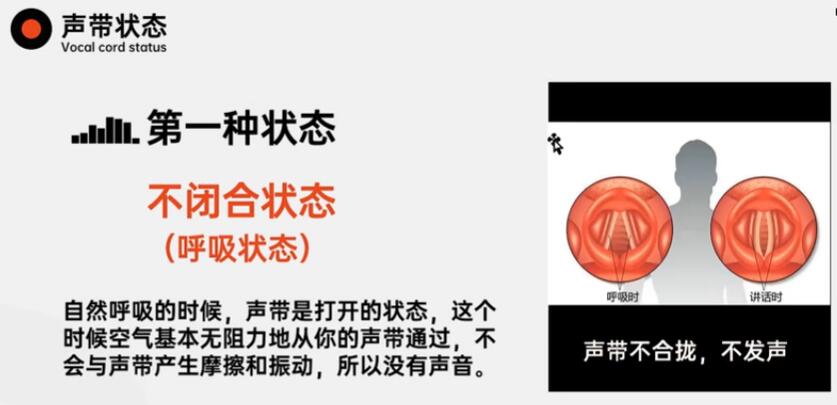 声带状态
Vocal cord status
第一种状态
不闭合状态
（呼吸状态）
自然呼吸的时候，声带是打开的状态，这个
时候空气基本无阻力地从你的声带通过，不
会与声带产生摩擦和振动，所以没有声音。
呼吸时
讲话时
声带不合拢，不发声